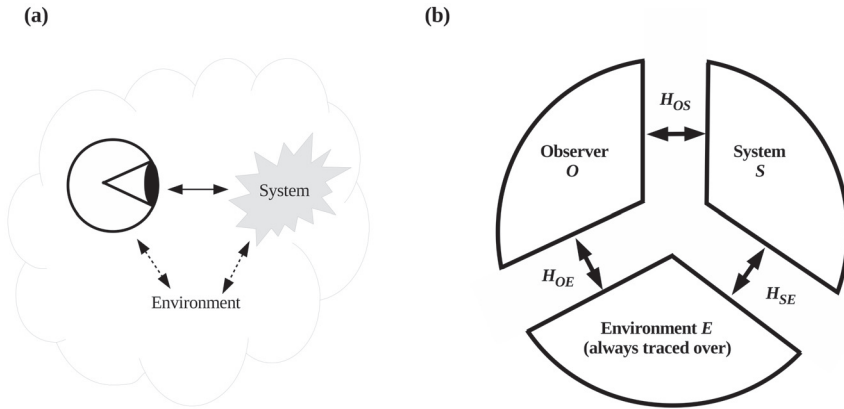 (a)
System
Environment
(b)
H_OS
Observer
O
System
S
H_OE
H_SE
Environment E
(always traced over)